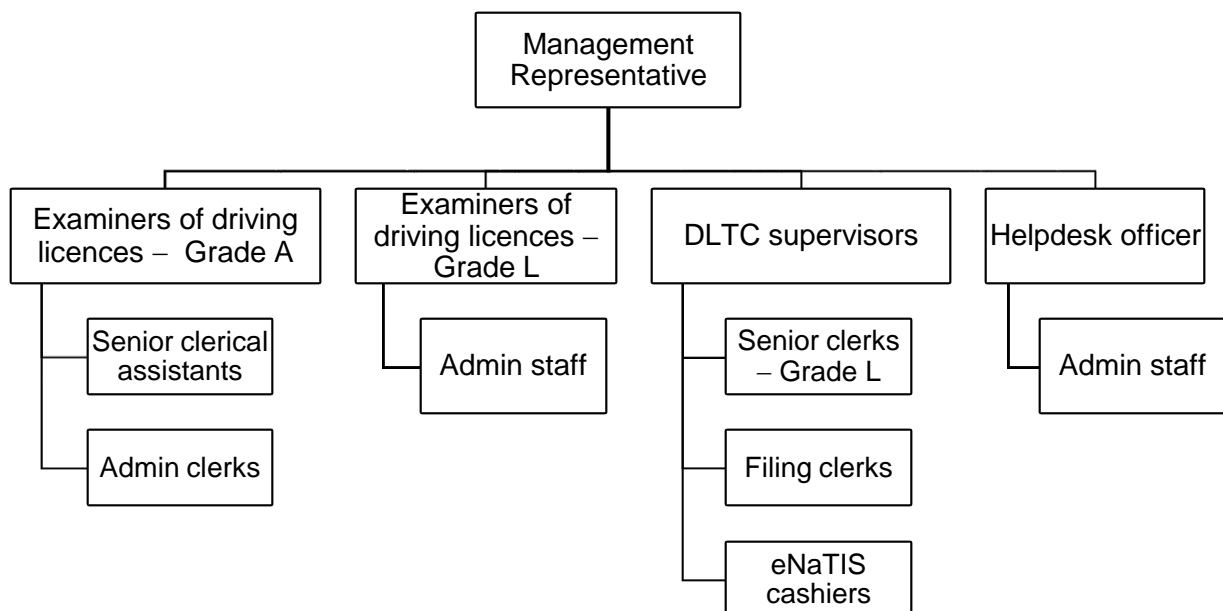 Management
Representative
Examiners of driving
licences –  Grade A
Examiners of
driving licences –
Grade L
DLTC supervisors
Helpdesk officer
Senior clerical
assistants
Admin staff
Senior clerks
– Grade L
Admin staff
Admin clerks
Filing clerks
eNaTIS
cashiers